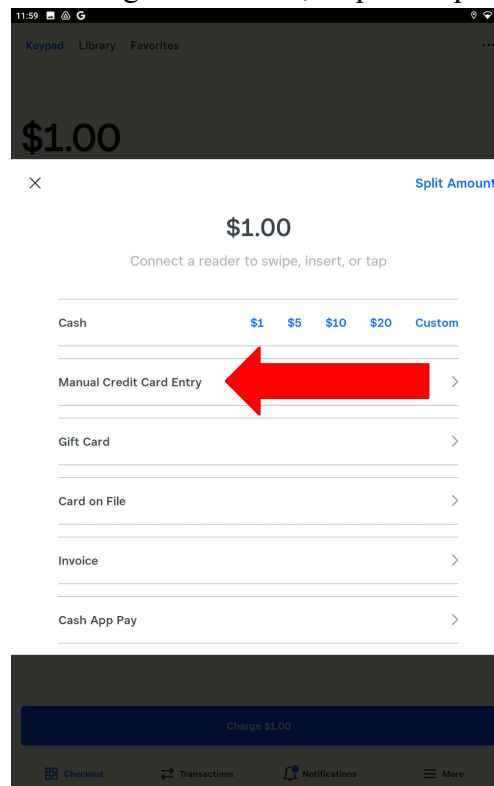 11:59 G
Keypad Library Favorites
$1.00
Split Amount
$1.00
Connect a reader to swipe, insert, or tap
Cash $1 $5 $10 $20 Custom
Manual Credit Card Entry
Gift Card
Card on File
Invoice
Cash App Pay
Charge $1.00
Checkout Transactions Notifications More